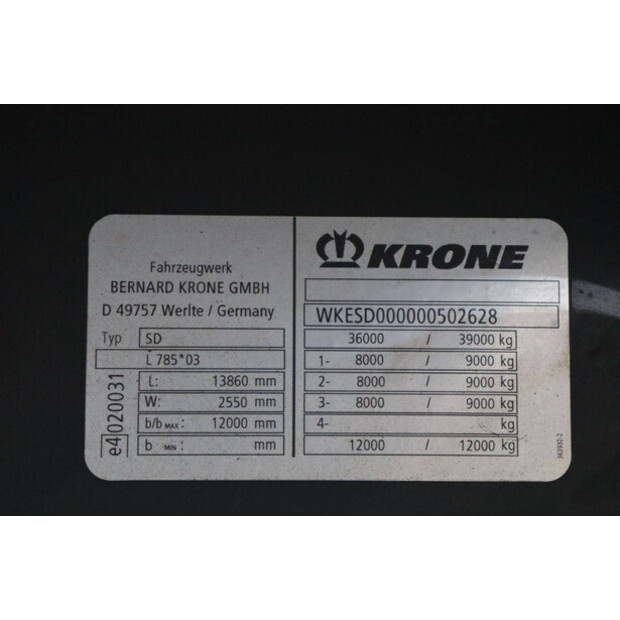 Fahrzeugwerk
BERNARD KRONE GMBH
D 49757 Werlte / Germany
Typ SD
L 785*03
e4020031
L: 13860 mm
W: 2550 mm
b/b MAX: 12000 mm
b MIN: mm
KRONE
WKESD000000502628
36000 / 39000 kg
1- 8000 / 9000 kg
2- 8000 / 9000 kg
3- 8000 / 9000 kg
4- / kg
12000 / 12000 kg